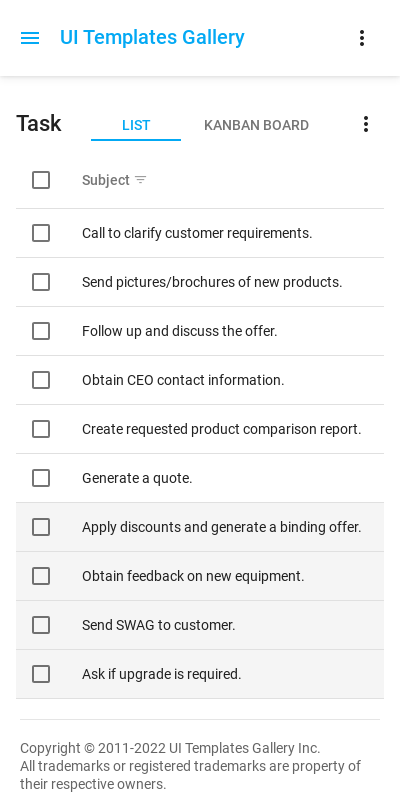 UI Templates Gallery
Task
LIST
KANBAN BOARD
Subject
Call to clarify customer requirements.
Send pictures/brochures of new products.
Follow up and discuss the offer.
Obtain CEO contact information.
Create requested product comparison report.
Generate a quote.
Apply discounts and generate a binding offer.
Obtain feedback on new equipment.
Send SWAG to customer.
Ask if upgrade is required.
Copyright © 2011-2022 UI Templates Gallery Inc.
All trademarks or registered trademarks are property of
their respective owners.